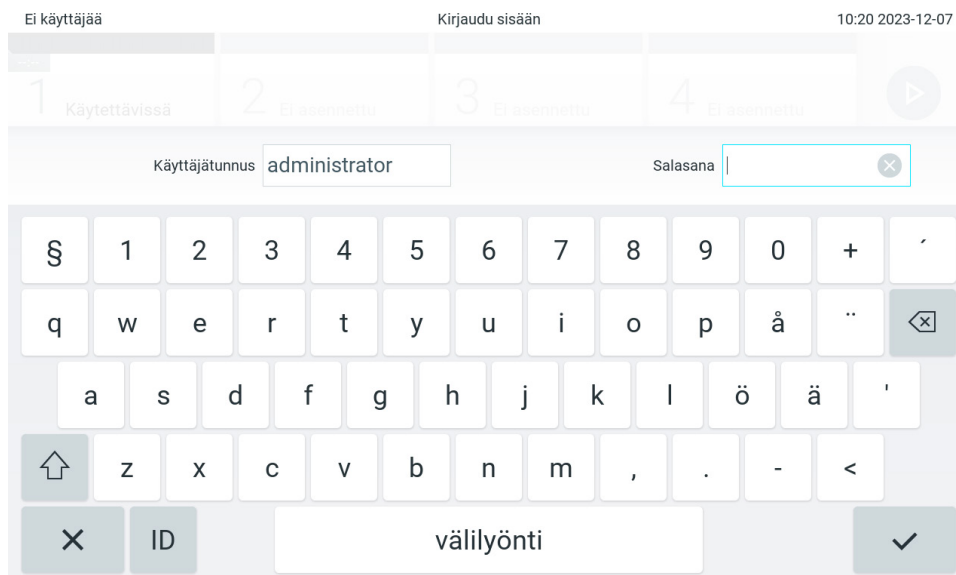 Ei käyttäjää Kirjaudu sisään 10:20 2023-12-07
1 Käytettävissä 2 Ei asennettu 3 Ei asennettu 4 Ei asennettu
Käyttäjätunnus administrator Salasana
§ 1 2 3 4 5 6 7 8 9 0 + ´
q w e r t y u i o p å ¨
a s d f g h j k l ö ä '
z x c v b n m , . - <
ID välilyönti